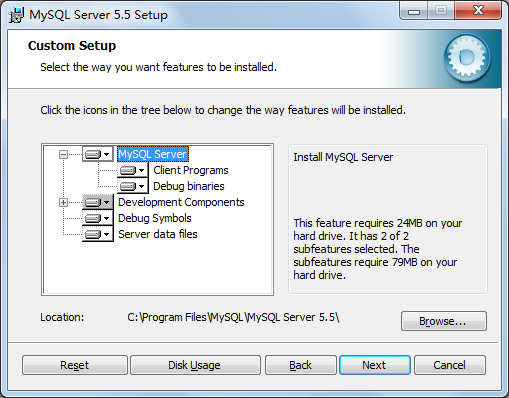 MySQL Server 5.5 Setup
Custom Setup
Select the way you want features to be installed.
Click the icons in the tree below to change the way features will be installed.
MySQL Server
Client Programs
Debug binaries
Development Components
Debug Symbols
Server data files
Install MySQL Server
This feature requires 24MB on your
hard drive. It has 2 of 2
subfeatures selected. The
subfeatures require 79MB on your
hard drive.
Location: C:\Program Files\MySQL\MySQL Server 5.5\
Browse...
Reset Disk Usage Back Next Cancel